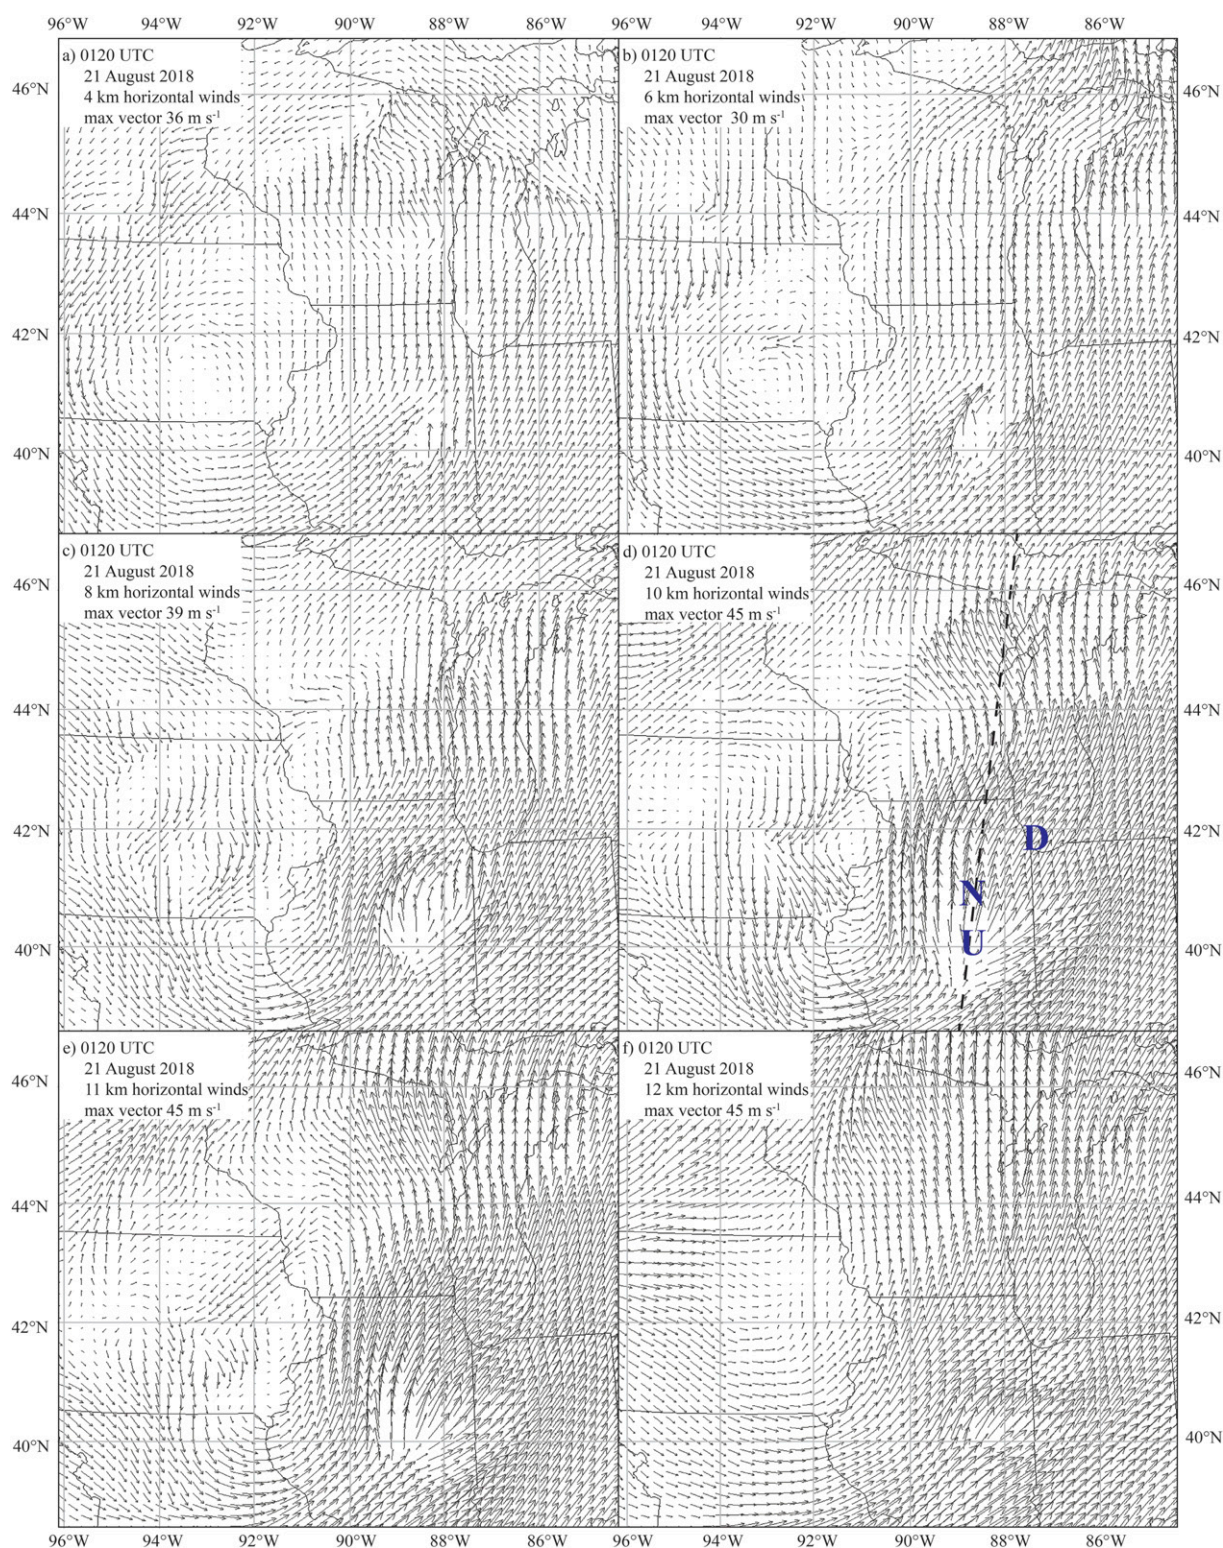 96°W 94°W 92°W 90°W 88°W 86°W 96°W 94°W 92°W 90°W 88°W 86°W
a) 0120 UTC
21 August 2018
4 km horizontal winds
max vector 36 m s⁻¹
b) 0120 UTC
21 August 2018
6 km horizontal winds
max vector 30 m s⁻¹
46°N 46°N
44°N 44°N
42°N 42°N
40°N 40°N
c) 0120 UTC
21 August 2018
8 km horizontal winds
max vector 39 m s⁻¹
d) 0120 UTC
21 August 2018
10 km horizontal winds
max vector 45 m s⁻¹
46°N 46°N
44°N 44°N
42°N 42°N
D
N
U
40°N 40°N
e) 0120 UTC
21 August 2018
11 km horizontal winds
max vector 45 m s⁻¹
f) 0120 UTC
21 August 2018
12 km horizontal winds
max vector 45 m s⁻¹
46°N 46°N
44°N 44°N
42°N 42°N
40°N 40°N
96°W 94°W 92°W 90°W 88°W 86°W 96°W 94°W 92°W 90°W 88°W 86°W